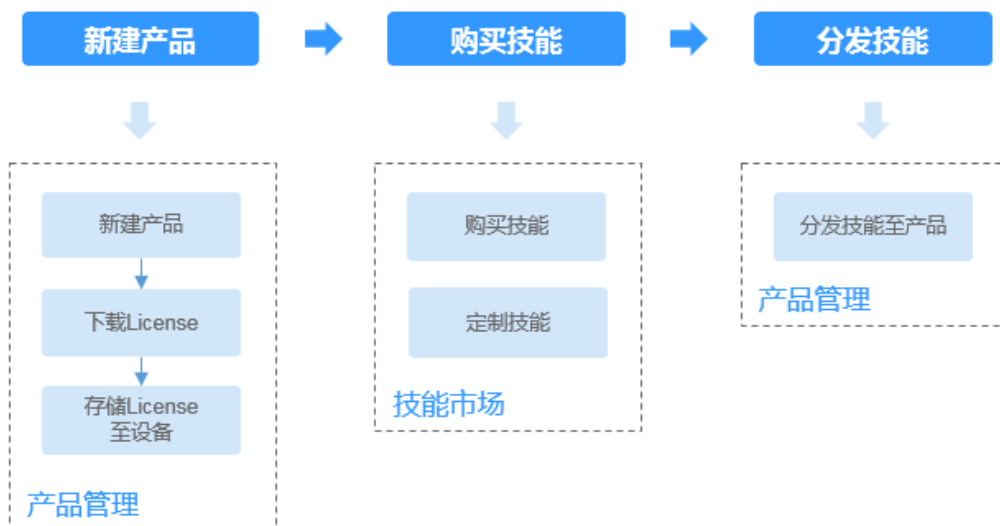 新建产品
购买技能
分发技能
新建产品
下载License
存储License
至设备
产品管理
购买技能
定制技能
技能市场
分发技能至产品
产品管理